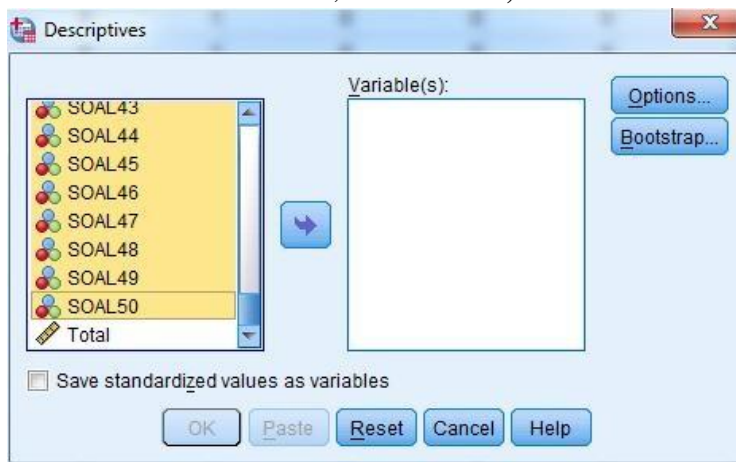 Descriptives
Variable(s):
SOAL43
SOAL44
SOAL45
SOAL46
SOAL47
SOAL48
SOAL49
SOAL50
Total
Options...
Bootstrap...
Save standardized values as variables
OK Paste Reset Cancel Help